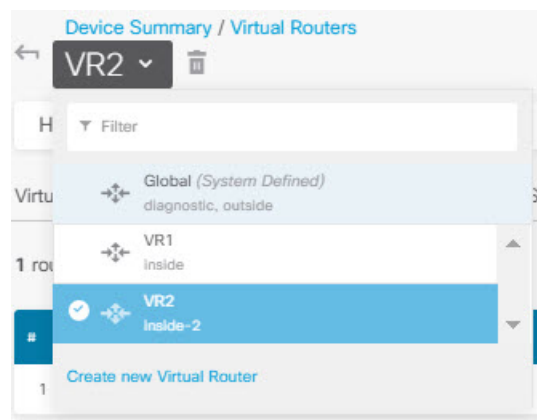 Device Summary / Virtual Routers
VR2
H
Filter
Global (System Defined)
diagnostic, outside
Virtu
VR1
inside
1 rou
VR2
inside-2
#
Create new Virtual Router
1